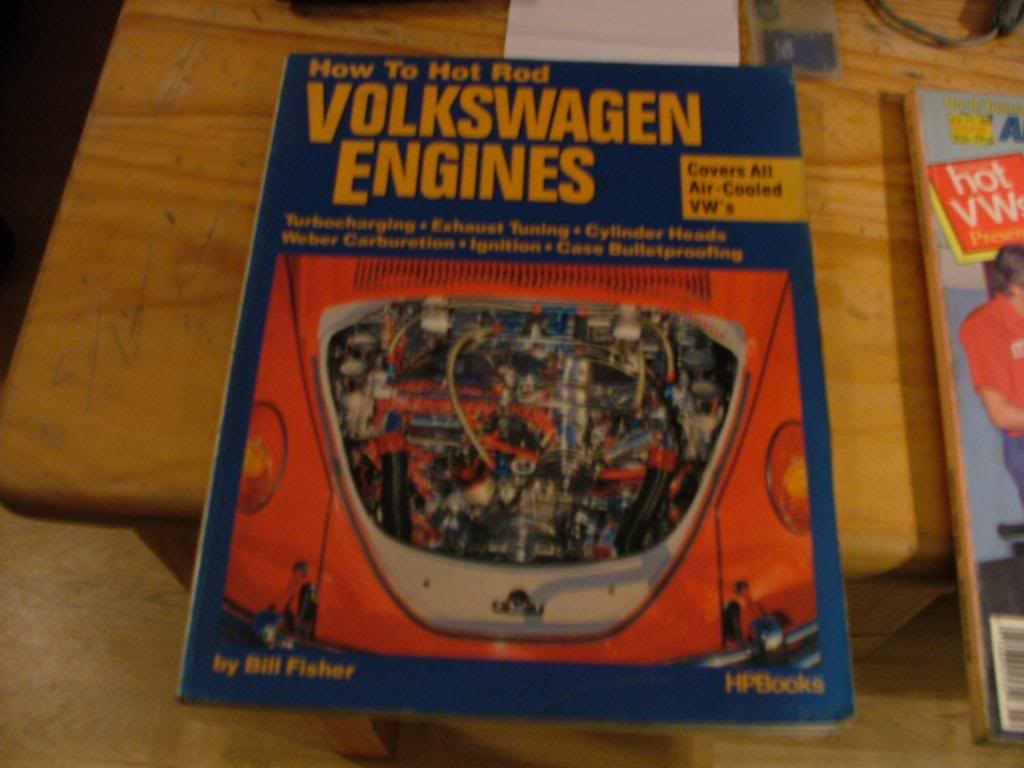 How To Hot Rod
VOLKSWAGEN
ENGINES
Covers All
Air-Cooled
VW's
Turbocharging • Exhaust Tuning • Cylinder Heads
Weber Carburetion • Ignition • Case Bulletproofing
by Bill Fisher
HPBooks
hot
VWs